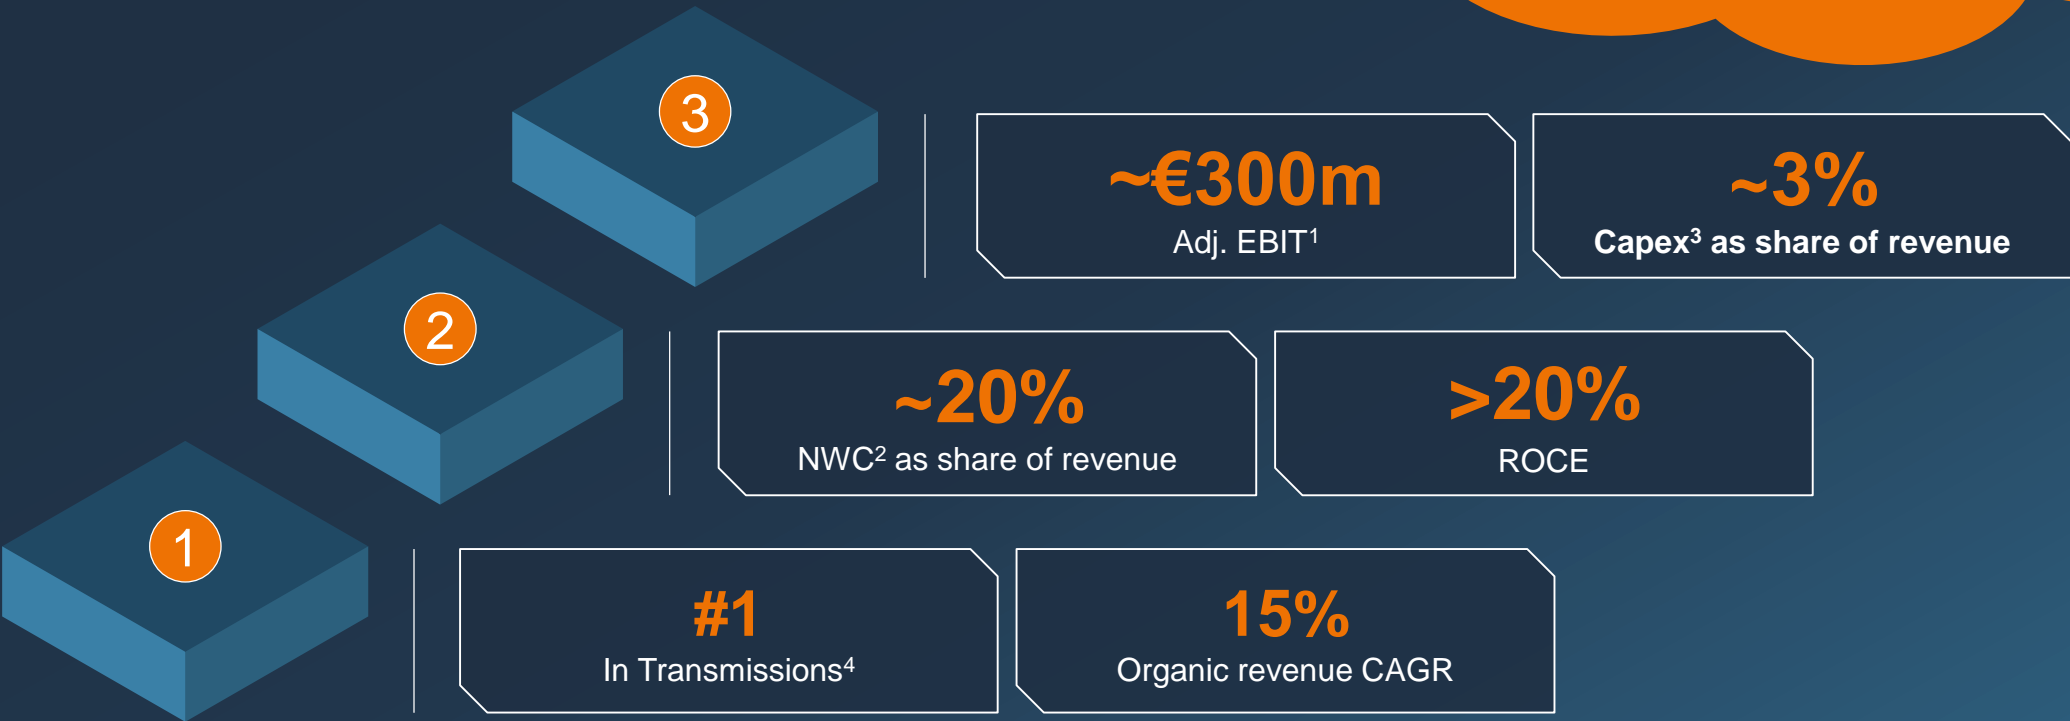 3
~€300m
Adj. EBIT¹
~3%
Capex³ as share of revenue
2
~20%
NWC² as share of revenue
>20%
ROCE
1
#1
In Transmissions⁴
15%
Organic revenue CAGR